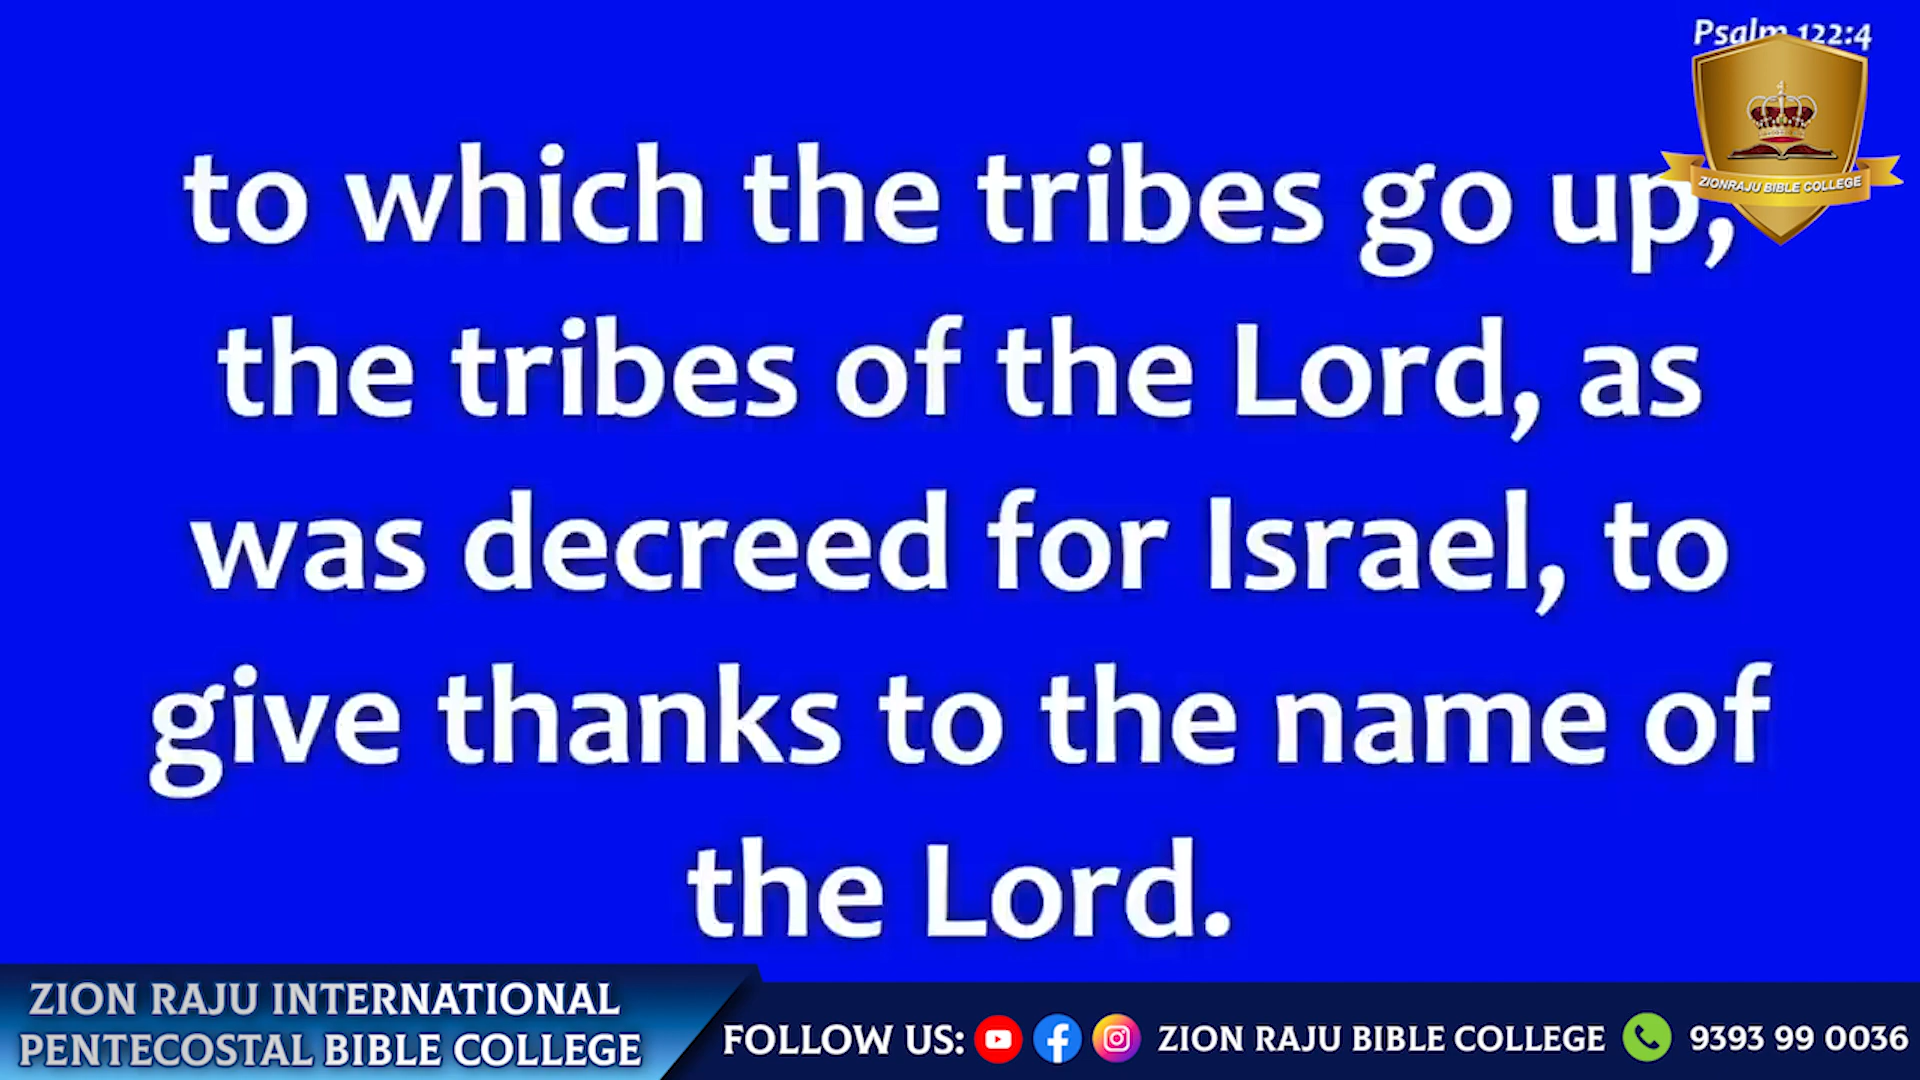 Psalm 122:4
to which the tribes go up,
the tribes of the Lord, as
was decreed for Israel, to
give thanks to the name of
the Lord.
ZIONRAJU BIBLE COLLEGE
ZION RAJU INTERNATIONAL
PENTECOSTAL BIBLE COLLEGE
FOLLOW US: ZION RAJU BIBLE COLLEGE 9393 99 0036